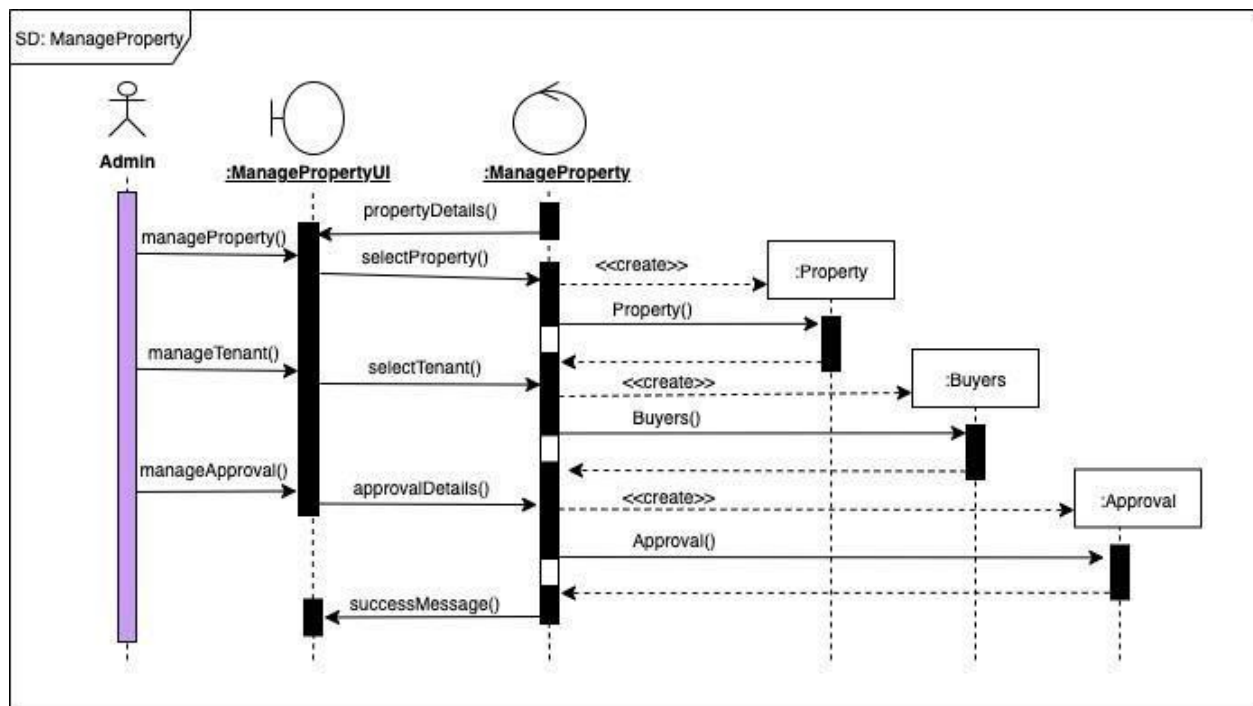 SD: ManageProperty
Admin
:ManagePropertyUI
:ManageProperty
propertyDetails()
manageProperty()
selectProperty()
<<create>>
:Property
Property()
manageTenant()
selectTenant()
<<create>>
:Buyers
Buyers()
manageApproval()
approvalDetails()
<<create>>
:Approval
Approval()
successMessage()